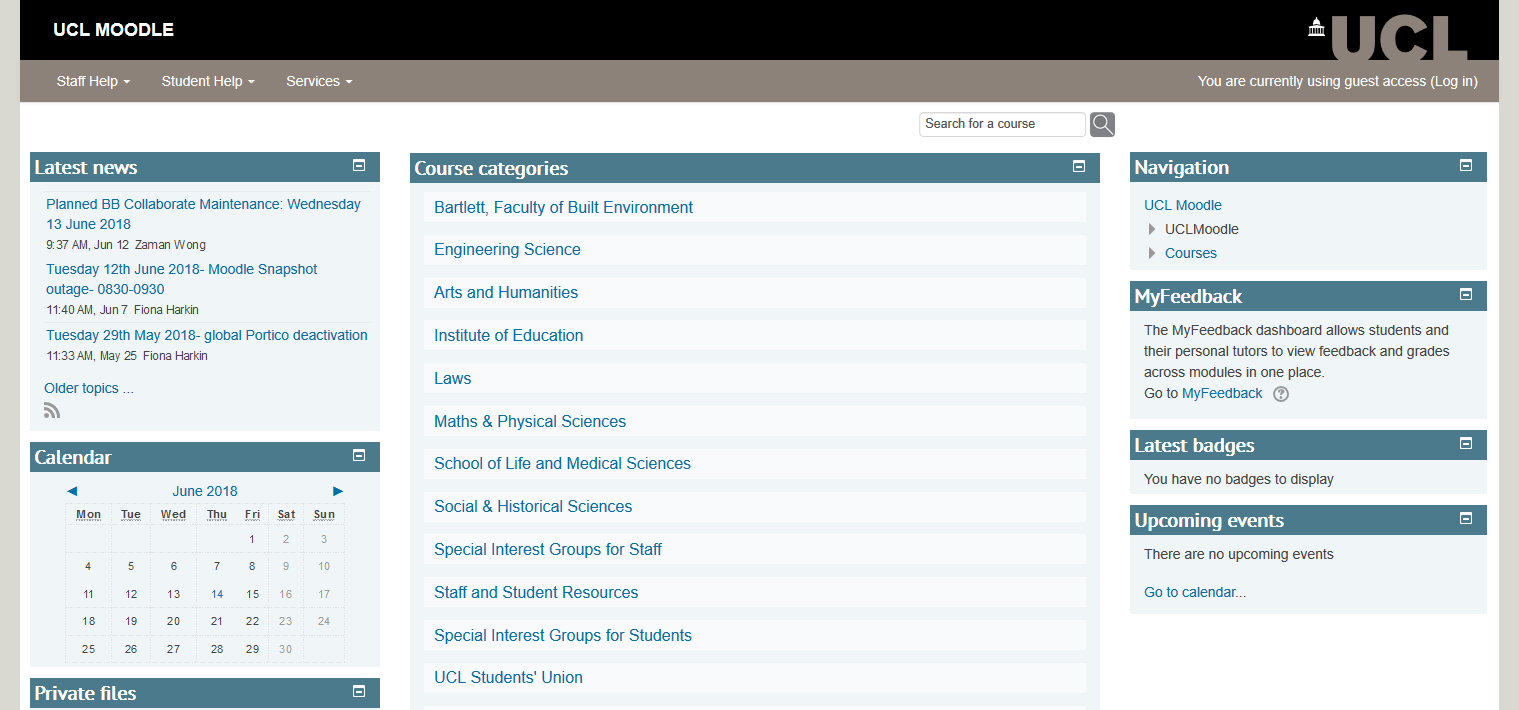 UCL MOODLE
UCL
Staff Help
Student Help
Services
You are currently using guest access (Log in)
Search for a course
Latest news
Planned BB Collaborate Maintenance: Wednesday
13 June 2018
9:37 AM, Jun 12 Zaman Wong
Tuesday 12th June 2018- Moodle Snapshot
outage- 0830-0930
11:40 AM, Jun 7 Fiona Harkin
Tuesday 29th May 2018- global Portico deactivation
11:33 AM, May 25 Fiona Harkin
Older topics ...
Calendar
◄ June 2018 ►
Mon Tue Wed Thu Fri Sat Sun
1 2 3
4 5 6 7 8 9 10
11 12 13 14 15 16 17
18 19 20 21 22 23 24
25 26 27 28 29 30
Private files
Course categories
Bartlett, Faculty of Built Environment
Engineering Science
Arts and Humanities
Institute of Education
Laws
Maths & Physical Sciences
School of Life and Medical Sciences
Social & Historical Sciences
Special Interest Groups for Staff
Staff and Student Resources
Special Interest Groups for Students
UCL Students' Union
Navigation
UCL Moodle
UCLMoodle
Courses
MyFeedback
The MyFeedback dashboard allows students and
their personal tutors to view feedback and grades
across modules in one place.
Go to MyFeedback ?
Latest badges
You have no badges to display
Upcoming events
There are no upcoming events
Go to calendar...